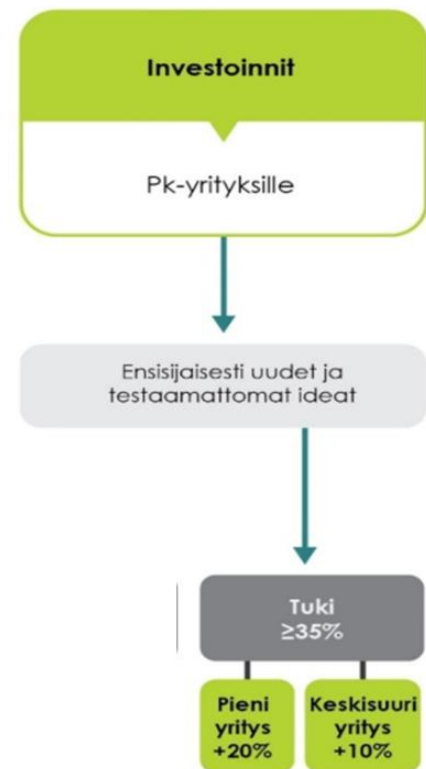 Investoinnit
Pk-yrityksille
Ensisijaisesti uudet ja
testaamattomat ideat
Tuki
≥35%
Pieni
yritys
+20%
Keskisuuri
yritys
+10%